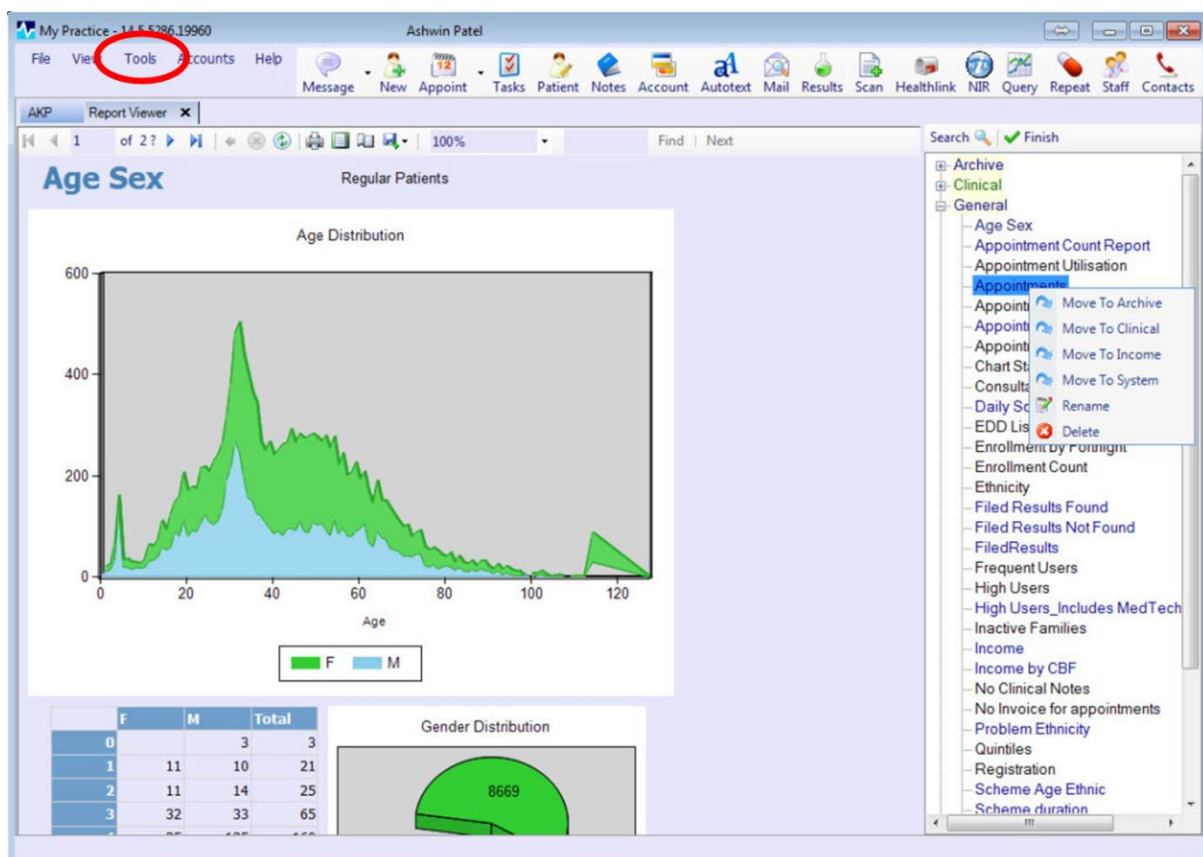 My Practice - 14.5.5286.19960 Ashwin Patel
File View Tools Accounts Help
Message New Appoint Tasks Patient Notes Account Autotext Mail Results Scan Healthlink NIR Query Repeat Staff Contacts
AKP Report Viewer
1 of 2 ? 100% Find | Next
Search Finish
Age Sex
Regular Patients
Age Distribution
600
400
200
0
0 20 40 60 80 100 120
Age
F M
F M Total
0 3 3
1 11 10 21
2 11 14 25
3 32 33 65
Gender Distribution
8669
Archive
Clinical
General
Age Sex
Appointment Count Report
Appointment Utilisation
Appointments
Appoint
Appoint
Appoint
Chart Sta
Consulta
Daily Sc
EDD Lis
Enrollment by Fortnight
Enrollment Count
Ethnicity
Filed Results Found
Filed Results Not Found
FiledResults
Frequent Users
High Users
High Users_Includes MedTech
Inactive Families
Income
Income by CBF
No Clinical Notes
No Invoice for appointments
Problem Ethnicity
Quintiles
Registration
Scheme Age Ethnic
Scheme duration
Move To Archive
Move To Clinical
Move To Income
Move To System
Rename
Delete